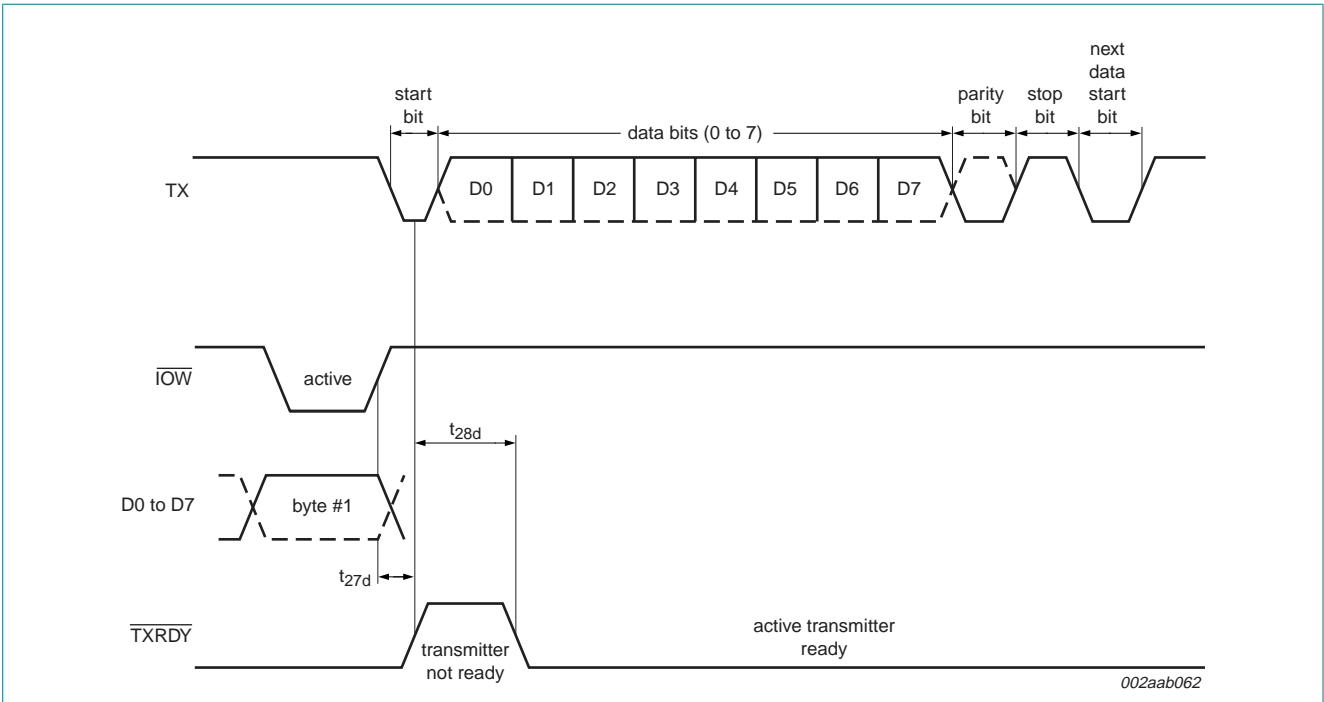 start
bit
data bits (0 to 7)
parity
bit
stop
bit
next
data
start
bit
TX
D0
D1
D2
D3
D4
D5
D6
D7
IOW
active
t28d
D0 to D7
byte #1
t27d
TXRDY
transmitter
not ready
active transmitter
ready
002aab062